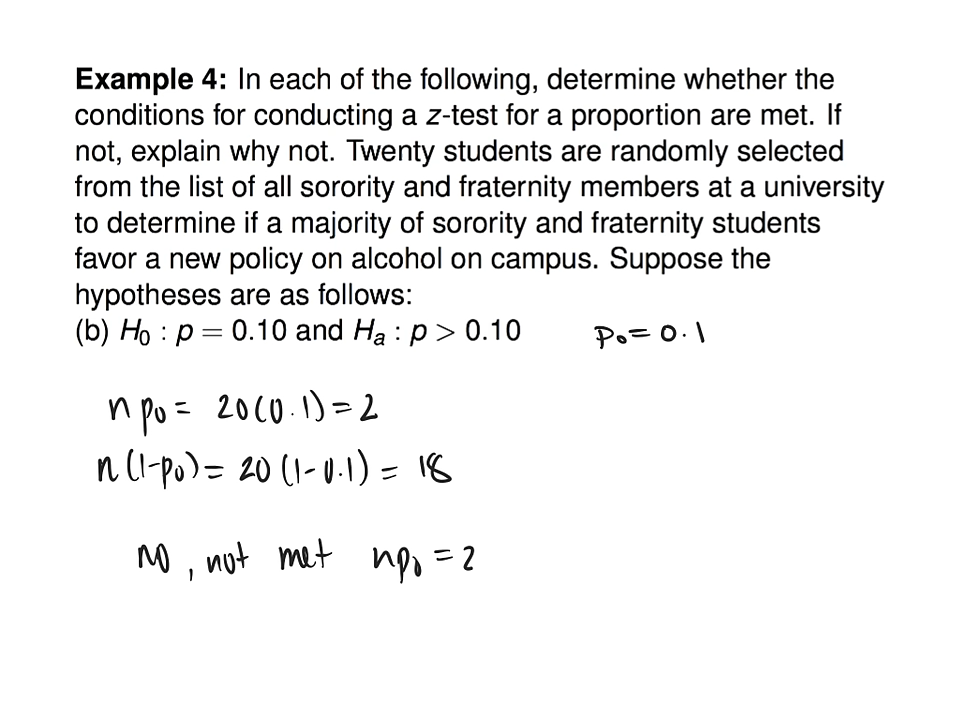 Example 4: In each of the following, determine whether the
conditions for conducting a z-test for a proportion are met. If
not, explain why not. Twenty students are randomly selected
from the list of all sorority and fraternity members at a university
to determine if a majority of sorority and fraternity students
favor a new policy on alcohol on campus. Suppose the
hypotheses are as follows:
(b) H₀ : p = 0.10 and Hₐ : p > 0.10 p₀ = 0.1
np₀ = 20(0.1) = 2
n(1-p₀) = 20(1-0.1) = 18
NO, not met np₀ = 2